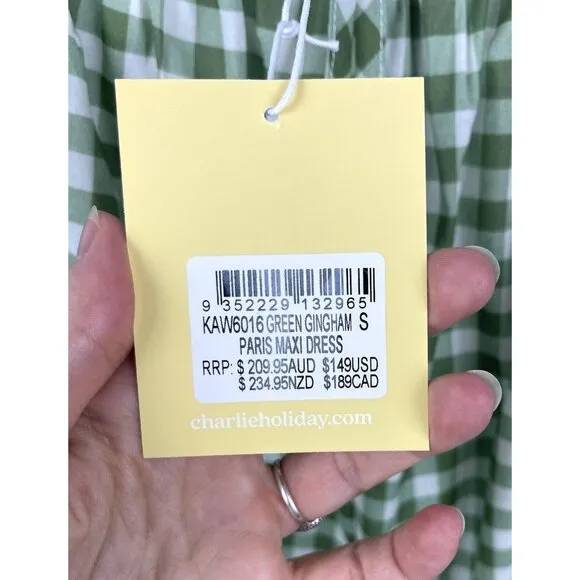 9 352229 132965
KAW6016 GREEN GINGHAM S
PARIS MAXI DRESS
RRP: $ 209.95AUD $149USD
$ 234.95NZD $189CAD
charlieholiday.com